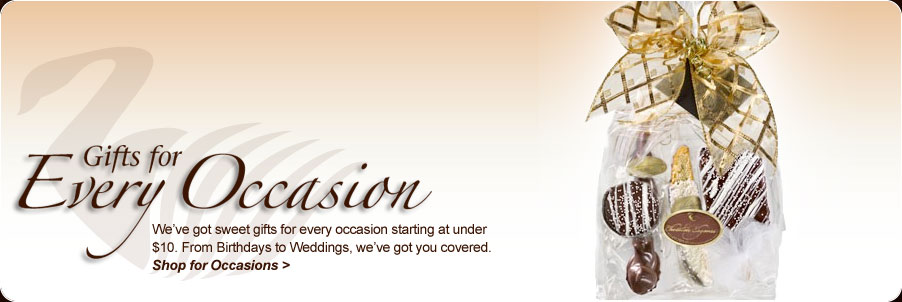 Gifts for
Every Occasion
We've got sweet gifts for every occasion starting at under
$10. From Birthdays to Weddings, we've got you covered.
Shop for Occasions >